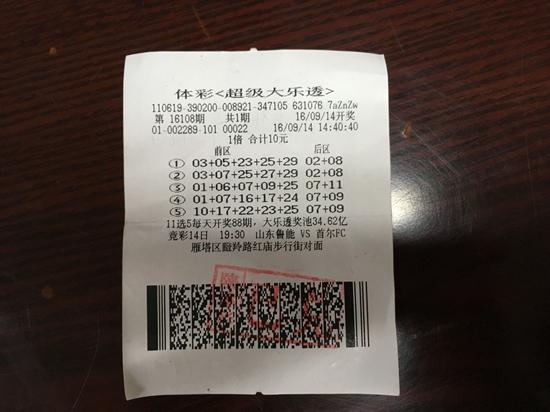 体彩<超级大乐透>
110619-390200-008921-347105 631076 7aZnZw
第 16108期 共1期 16/09/14开奖
01-002289-101 00022 16/09/14 14:40:40
1倍 合计10元
前区 后区
① 03+05+23+25+29 02+08
② 03+07+25+27+29 02+08
③ 01+06+07+09+25 07+11
④ 01+07+16+17+24 07+09
⑤ 10+17+22+23+25 07+09
11选5每天开奖88期，大乐透奖池34.62亿
竞彩14日 19:30 山东鲁能 VS 首尔FC
雁塔区 路红庙步行街对面